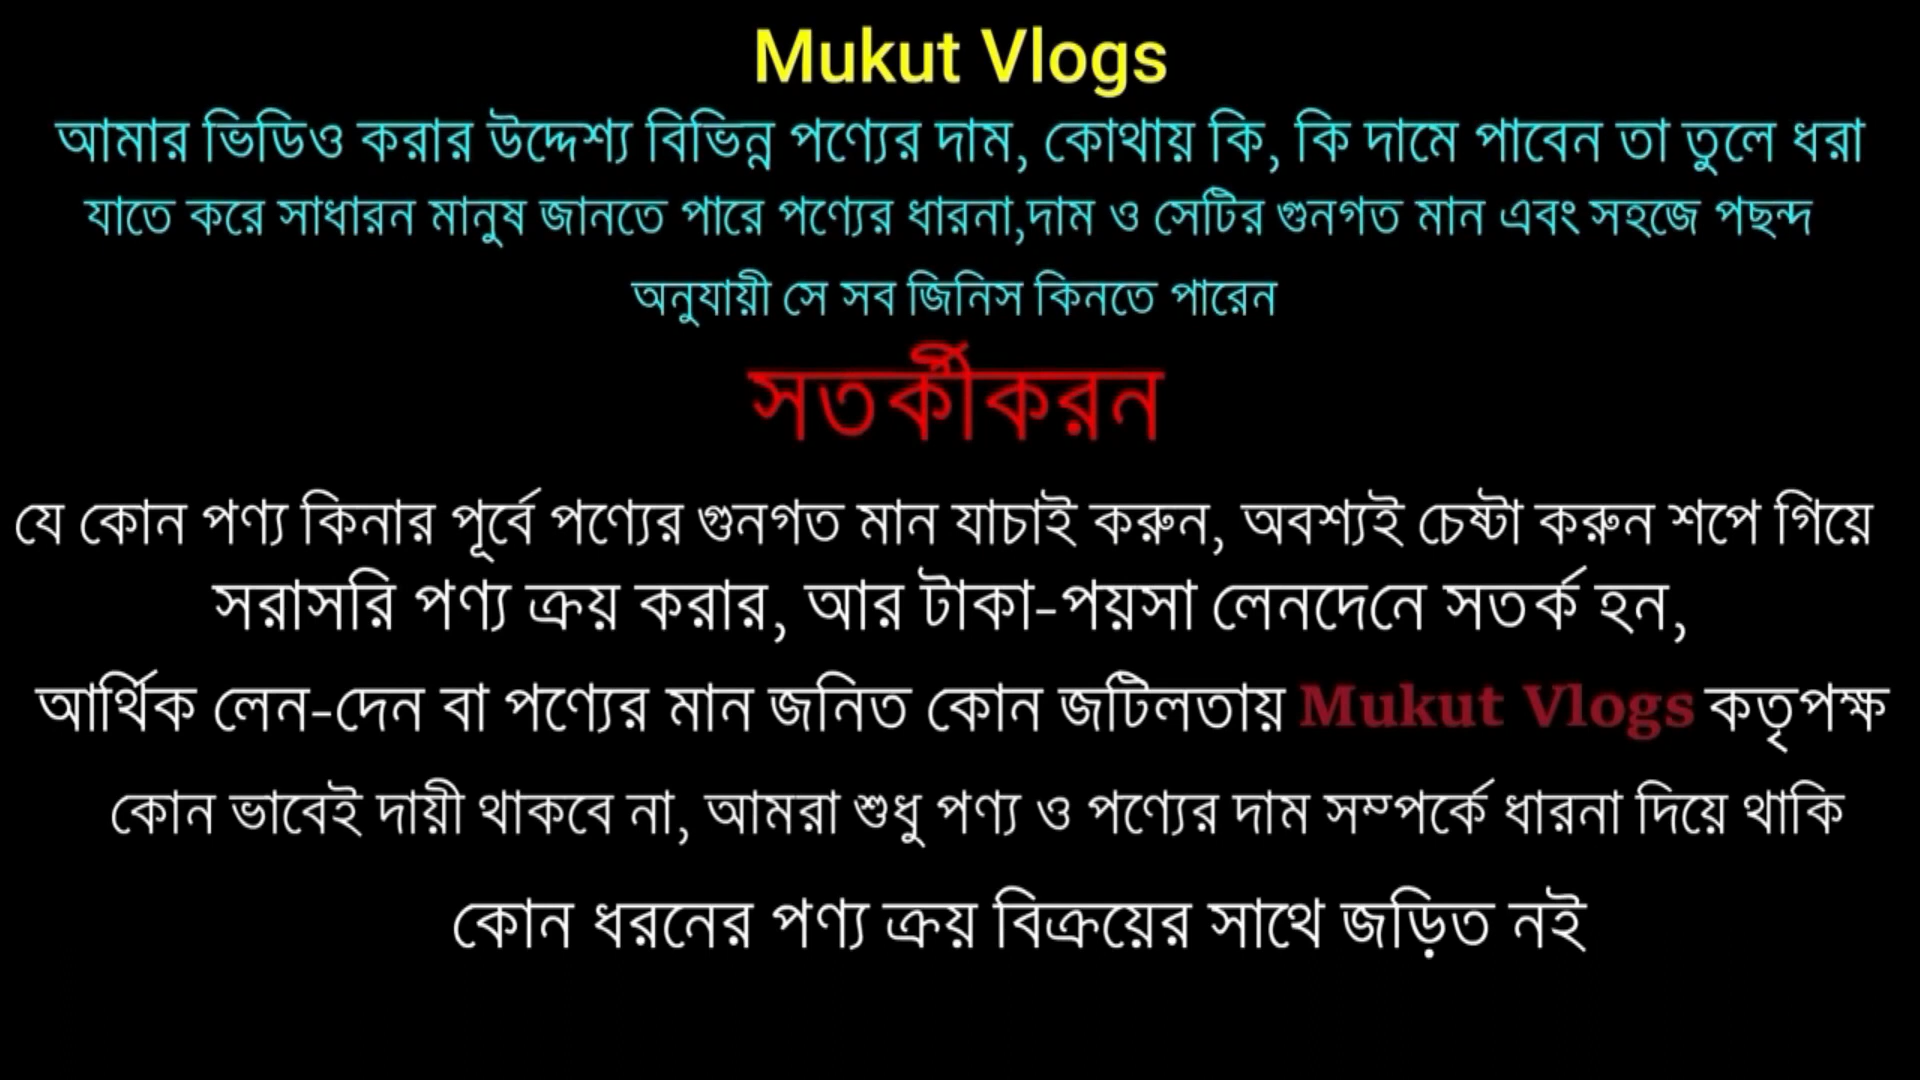 Mukut Vlogs
আমার ভিডিও করার উদ্দেশ্য বিভিন্ন পণ্যের দাম, কোথায় কি, কি দামে পাবেন তা তুলে ধরা
যাতে করে সাধারন মানুষ জানতে পারে পণ্যের ধারনা,দাম ও সেটির গুনগত মান এবং সহজে পছন্দ
অনুযায়ী সে সব জিনিস কিনতে পারেন
সতর্কীকরন
যে কোন পণ্য কিনার পূর্বে পণ্যের গুনগত মান যাচাই করুন, অবশ্যই চেষ্টা করুন শপে গিয়ে
সরাসরি পণ্য ক্রয় করার, আর টাকা-পয়সা লেনদেনে সতর্ক হন,
আর্থিক লেন-দেন বা পণ্যের মান জনিত কোন জটিলতায় Mukut Vlogs কতৃপক্ষ
কোন ভাবেই দায়ী থাকবে না, আমরা শুধু পণ্য ও পণ্যের দাম সম্পর্কে ধারনা দিয়ে থাকি
কোন ধরনের পণ্য ক্রয় বিক্রয়ের সাথে জড়িত নই